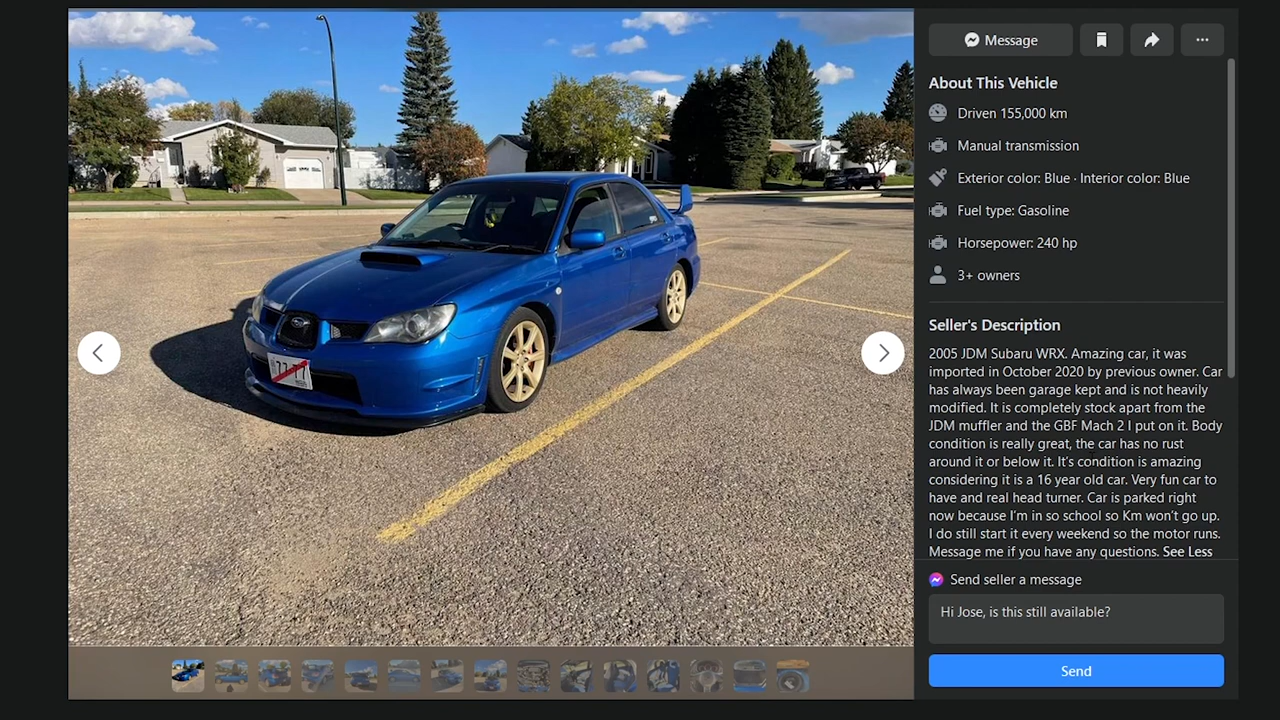 Message
About This Vehicle
Driven 155,000 km
Manual transmission
Exterior color: Blue · Interior color: Blue
Fuel type: Gasoline
Horsepower: 240 hp
3+ owners
Seller's Description
2005 JDM Subaru WRX. Amazing car, it was
imported in October 2020 by previous owner. Car
has always been garage kept and is not heavily
modified. It is completely stock apart from the
JDM muffler and the GBF Mach 2 I put on it. Body
condition is really great, the car has no rust
around it or below it. It's condition is amazing
considering it is a 16 year old car. Very fun car to
have and real head turner. Car is parked right
now because I'm in so school so Km won't go up.
I do still start it every weekend so the motor runs.
Message me if you have any questions. See Less
Send seller a message
Hi Jose, is this still available?
Send